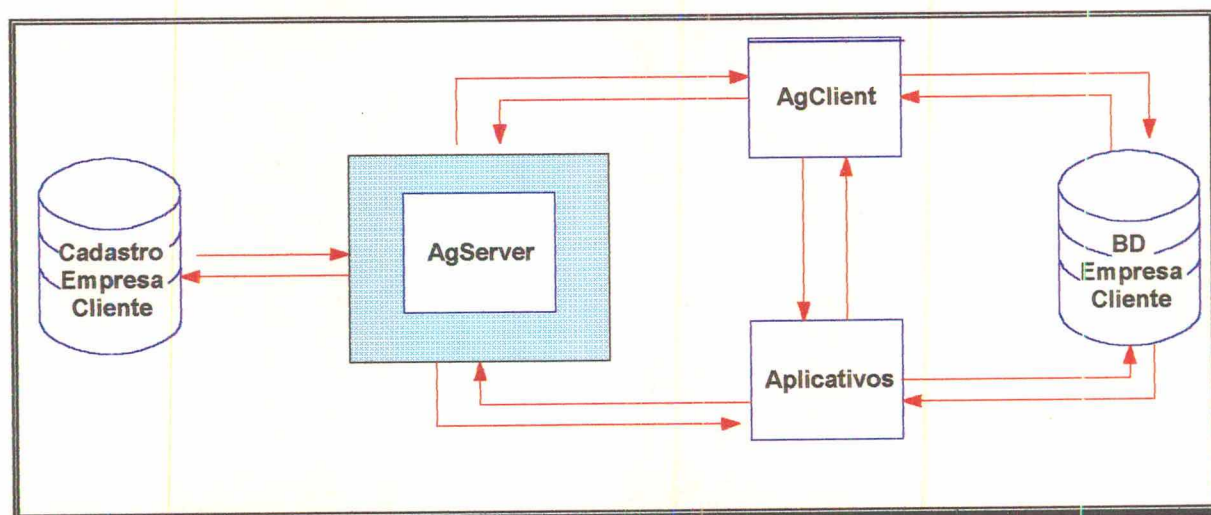 AgClient
Cadastro
Empresa
Cliente
AgServer
BD
Empresa
Cliente
Aplicativos